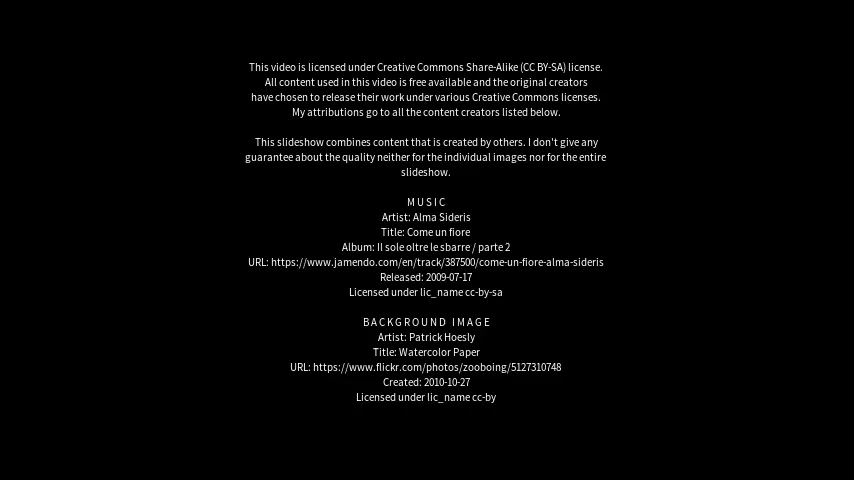 This video is licensed under Creative Commons Share-Alike (CC BY-SA) license.
All content used in this video is free available and the original creators
have chosen to release their work under various Creative Commons licenses.
My attributions go to all the content creators listed below.
This slideshow combines content that is created by others. I don't give any
guarantee about the quality neither for the individual images nor for the entire
slideshow.
MUSIC
Artist: Alma Sideris
Title: Come un fiore
Album: Il sole oltre le sbarre / parte 2
URL: https://www.jamendo.com/en/track/387500/come-un-fiore-alma-sideris
Released: 2009-07-17
Licensed under lic_name cc-by-sa
BACKGROUND IMAGE
Artist: Patrick Hoesly
Title: Watercolor Paper
URL: https://www.flickr.com/photos/zooboing/5127310748
Created: 2010-10-27
Licensed under lic_name cc-by